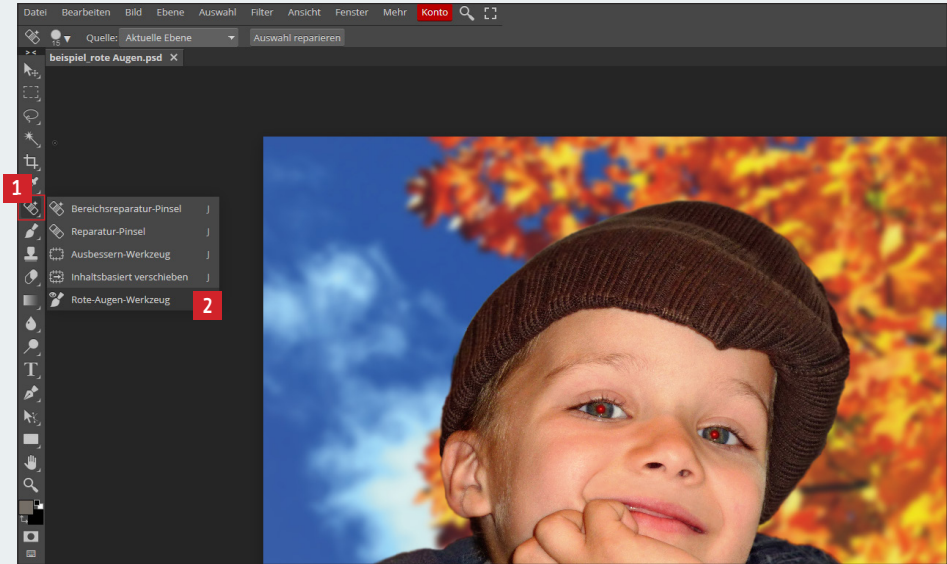 Datei Bearbeiten Bild Ebene Auswahl Filter Ansicht Fenster Mehr Konto
15 Quelle: Aktuelle Ebene Auswahl reparieren
> <
beispiel_rote Augen.psd X
1
Bereichsreparatur-Pinsel J
Reparatur-Pinsel J
Ausbessern-Werkzeug J
Inhaltsbasiert verschieben J
Rote-Augen-Werkzeug
2
T